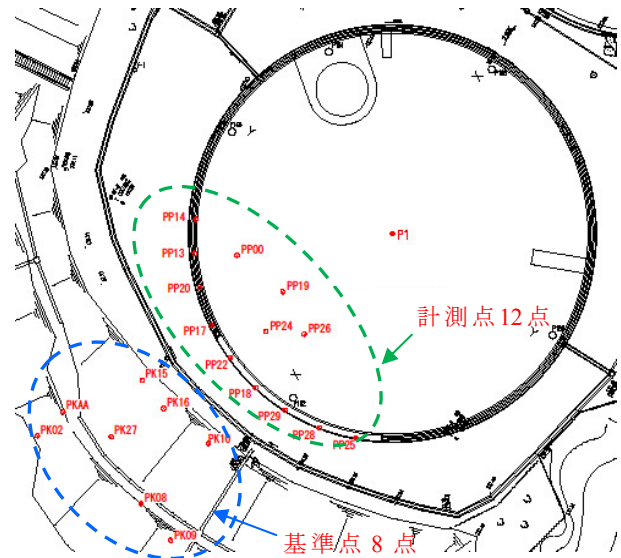 PP14
PP13
PP00
P1
PP20
PP19
PP17
PP24
PP26
計測点12点
PP22
PK15
PP18
PK16
PKAA
PP29
PP28
PP25
PK02
PK27
PK10
PK08
PK09
基準点 8 点